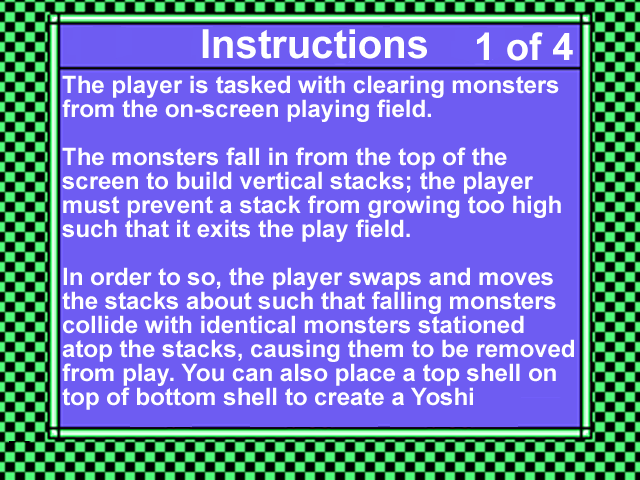 Instructions 1 of 4
The player is tasked with clearing monsters
from the on-screen playing field.
The monsters fall in from the top of the
screen to build vertical stacks; the player
must prevent a stack from growing too high
such that it exits the play field.
In order to so, the player swaps and moves
the stacks about such that falling monsters
collide with identical monsters stationed
atop the stacks, causing them to be removed
from play. You can also place a top shell on
top of bottom shell to create a Yoshi